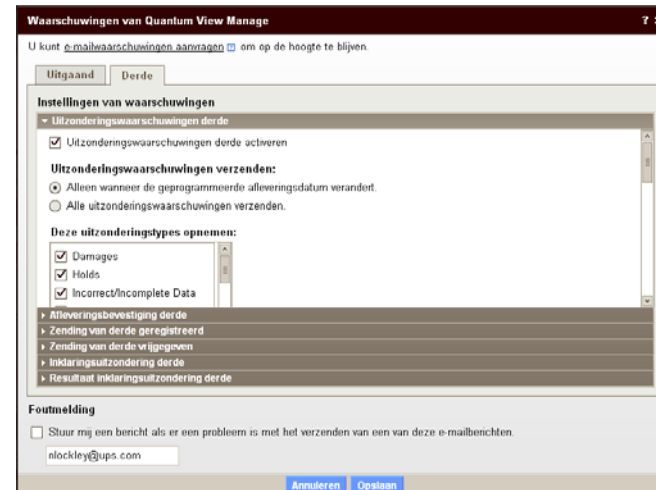 Waarschuwingen van Quantum View Manage ?
U kunt e-mailwaarschuwingen aanvragen ? om op de hoogte te blijven.
Uitgaand Derde
Instellingen van waarschuwingen
Uitzonderingswaarschuwingen derde
Uitzonderingswaarschuwingen derde activeren
Uitzonderingswaarschuwingen verzenden:
Alleen wanneer de geprogrammeerde afleveringsdatum verandert.
Alle uitzonderingswaarschuwingen verzenden.
Deze uitzonderingstypes opnemen:
Damages
Holds
Incorrect/Incomplete Data
Afleveringsbevestiging derde
Zending van derde geregistreerd
Zending van derde vrijgegeven
Inklaringsuitzondering derde
Resultaat inklaringsuitzondering derde
Foutmelding
Stuur mij een bericht als er een probleem is met het verzenden van een van deze e-mailberichten.
nlockley@ups.com
Annuleren Opslaan